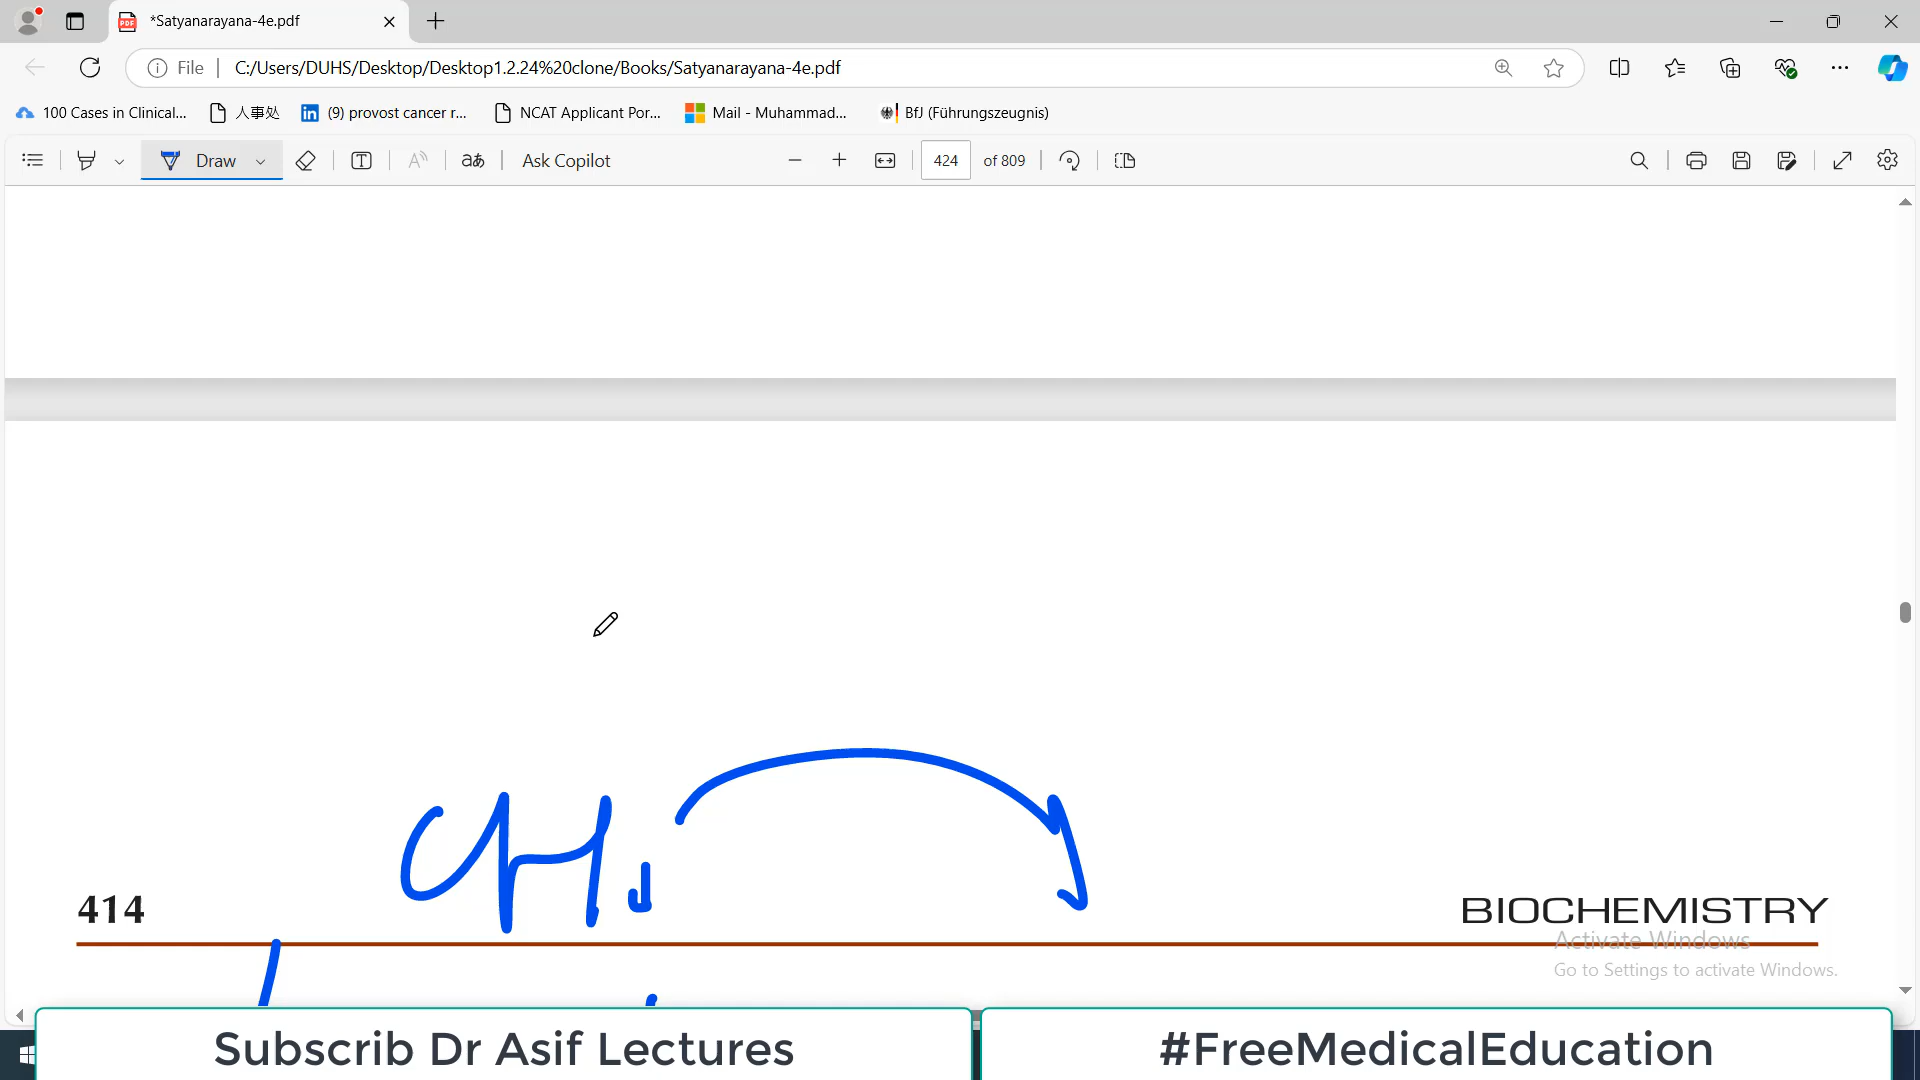 *Satyanarayana-4e.pdf
File C:/Users/DUHS/Desktop/Desktop1.2.24%20clone/Books/Satyanarayana-4e.pdf
100 Cases in Clinical... 人事处 (9) provost cancer r... NCAT Applicant Por... Mail - Muhammad... BfJ (Führungszeugnis)
Draw Ask Copilot 424 of 809
CH
414 BIOCHEMISTRY
Activate Windows
Go to Settings to activate Windows.
Subscrib Dr Asif Lectures #FreeMedicalEducation